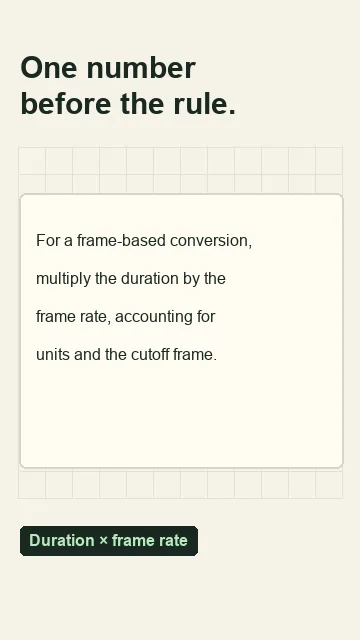 One number
before the rule.
For a frame-based conversion,
multiply the duration by the
frame rate, accounting for
units and the cutoff frame.
Duration × frame rate